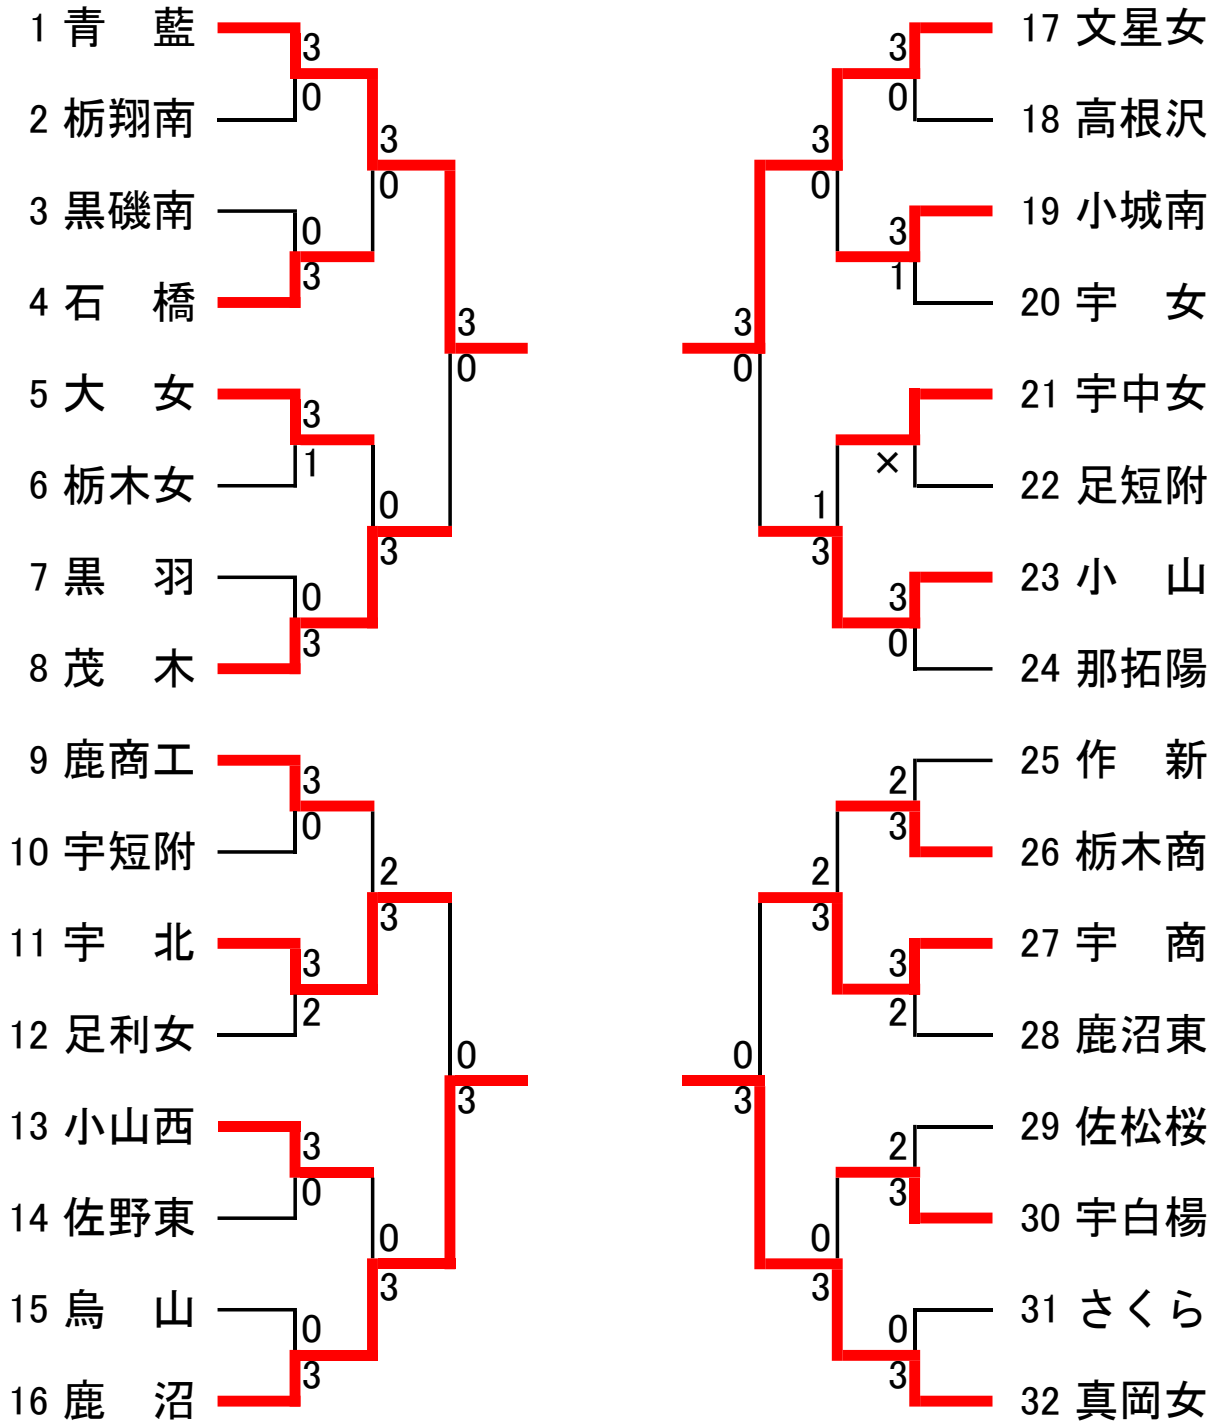 1 青　藍
3
0
2 栃翔南
3
0
3 黒磯南
0
3
4 石　橋
3
0
5 大　女
3
1
6 栃木女
0
3
7 黒　羽
0
3
8 茂　木
9 鹿商工
3
0
10 宇短附
2
3
11 宇　北
3
2
12 足利女
0
3
13 小山西
3
0
14 佐野東
0
3
15 烏　山
0
3
16 鹿　沼
17 文星女
3
0
18 高根沢
3
0
19 小城南
3
1
20 宇　女
3
0
21 宇中女
×
22 足短附
1
3
23 小　山
3
0
24 那拓陽
25 作　新
2
3
26 栃木商
2
3
27 宇　商
3
2
28 鹿沼東
0
3
29 佐松桜
2
3
30 宇白楊
0
3
31 さくら
0
3
32 真岡女